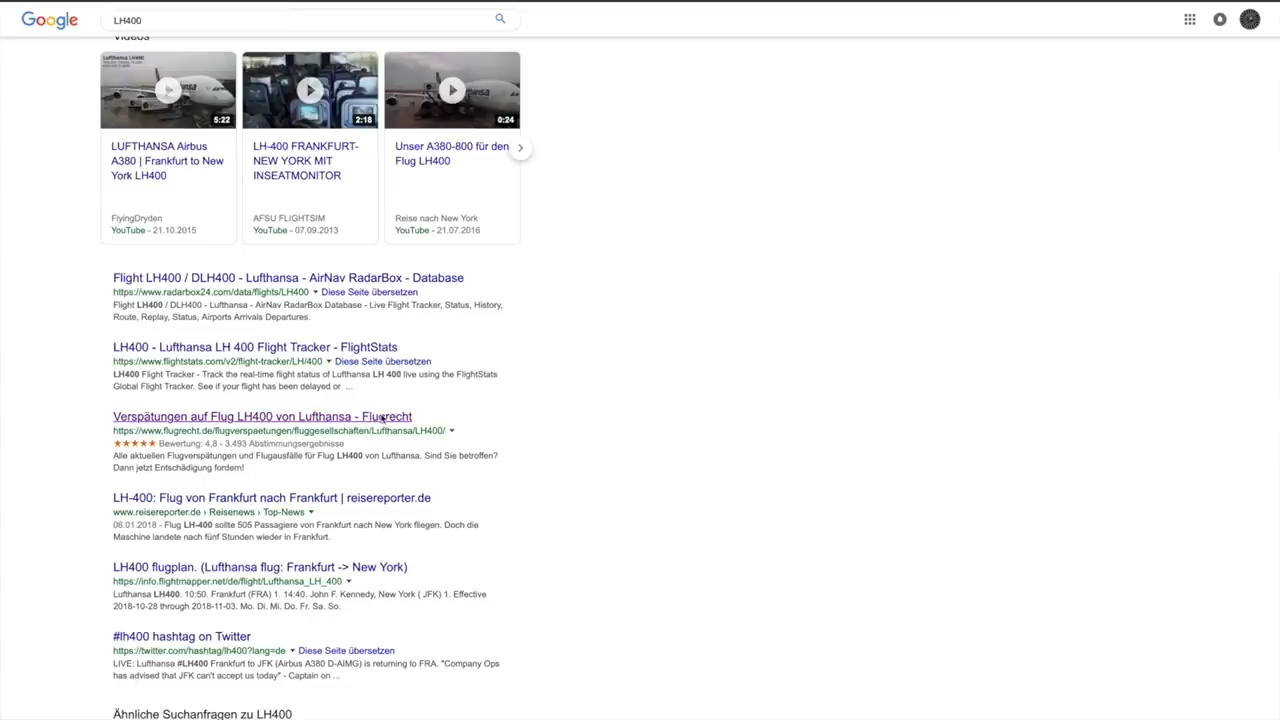 Google
LH400
Videos
Lufthansa LH400
5:22
2:18
0:24
LUFTHANSA Airbus
A380 | Frankfurt to New
York LH400
LH-400 FRANKFURT-
NEW YORK MIT
INSEATMONITOR
Unser A380-800 für den
Flug LH400
FlyingDryden
YouTube - 21.10.2015
AFSU FLIGHTSIM
YouTube - 07.09.2013
Reise nach New York
YouTube - 21.07.2016
Flight LH400 / DLH400 - Lufthansa - AirNav RadarBox - Database
https://www.radarbox24.com/data/flights/LH400 ▾ Diese Seite übersetzen
Flight LH400 / DLH400 - Lufthansa - AirNav RadarBox Database - Live Flight Tracker, Status, History,
Route, Replay, Status, Airports Arrivals Departures.
LH400 - Lufthansa LH 400 Flight Tracker - FlightStats
https://www.flightstats.com/v2/flight-tracker/LH/400 ▾ Diese Seite übersetzen
LH400 Flight Tracker - Track the real-time flight status of Lufthansa LH 400 live using the FlightStats
Global Flight Tracker. See if your flight has been delayed or ...
Verspätungen auf Flug LH400 von Lufthansa - Flugrecht
https://www.flugrecht.de/flugverspaetungen/fluggesellschaften/Lufthansa/LH400/ ▾
★★★★★ Bewertung: 4,8 - 3.493 Abstimmungsergebnisse
Alle aktuellen Flugverspätungen und Flugausfälle für Flug LH400 von Lufthansa. Sind Sie betroffen?
Dann jetzt Entschädigung fordern!
LH-400: Flug von Frankfurt nach Frankfurt | reisereporter.de
www.reisereporter.de › Reisenews › Top-News ▾
06.01.2018 - Flug LH-400 sollte 505 Passagiere von Frankfurt nach New York fliegen. Doch die
Maschine landete nach fünf Stunden wieder in Frankfurt.
LH400 flugplan. (Lufthansa flug: Frankfurt -> New York)
https://info.flightmapper.net/de/flight/Lufthansa_LH_400 ▾
Lufthansa LH400. 10:50. Frankfurt (FRA) 1. 14:40. John F. Kennedy, New York ( JFK) 1. Effective
2018-10-28 through 2018-11-03. Mo. Di. Mi. Do. Fr. Sa. So.
#lh400 hashtag on Twitter
https://twitter.com/hashtag/lh400?lang=de ▾ Diese Seite übersetzen
LIVE: Lufthansa #LH400 Frankfurt to JFK (Airbus A380 D-AIMG) is returning to FRA. "Company Ops
has advised that JFK can't accept us today" - Captain on ...
Ähnliche Suchanfragen zu LH400